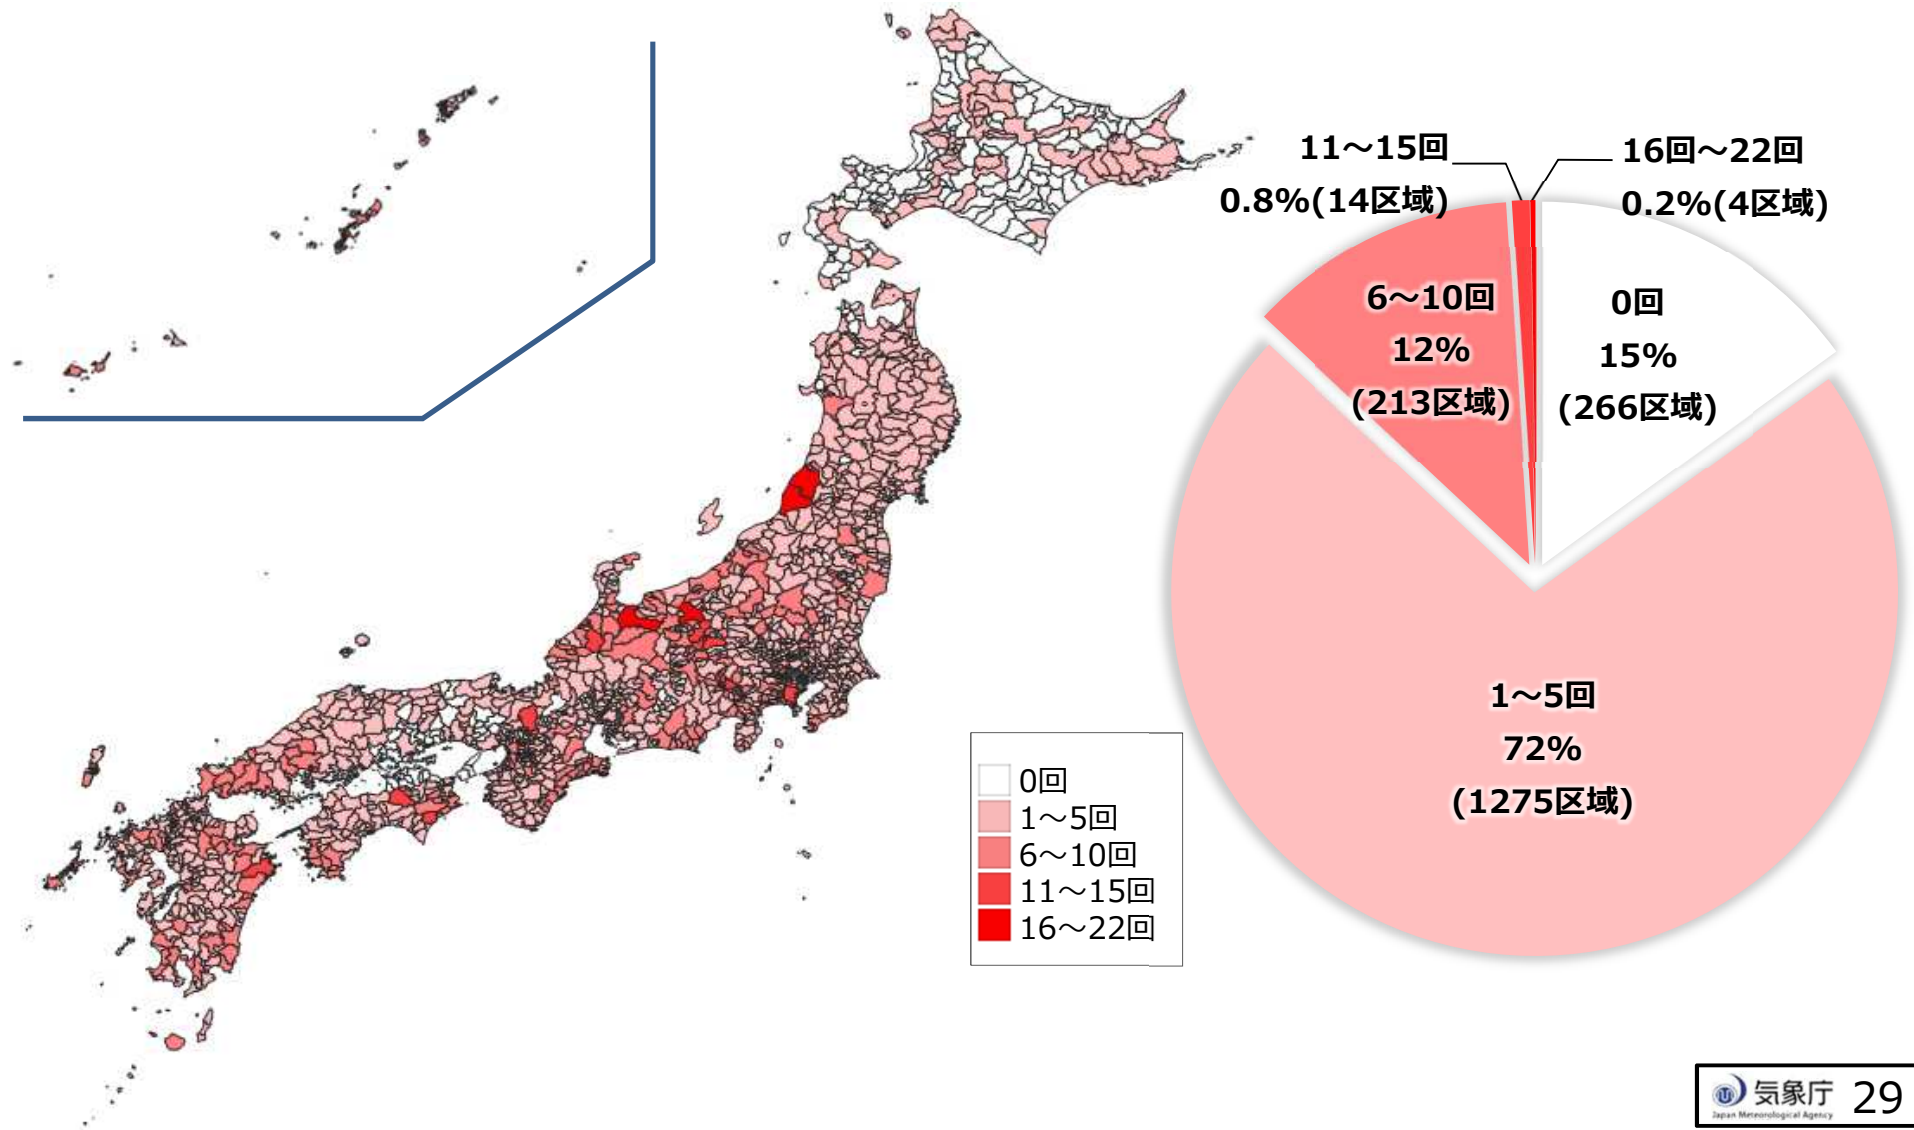 11～15回
0.8%(14区域)
16回～22回
0.2%(4区域)
6～10回
12%
(213区域)
0回
15%
(266区域)
1～5回
72%
(1275区域)
0回
1～5回
6～10回
11～15回
16～22回
気象庁
Japan Meteorological Agency
29